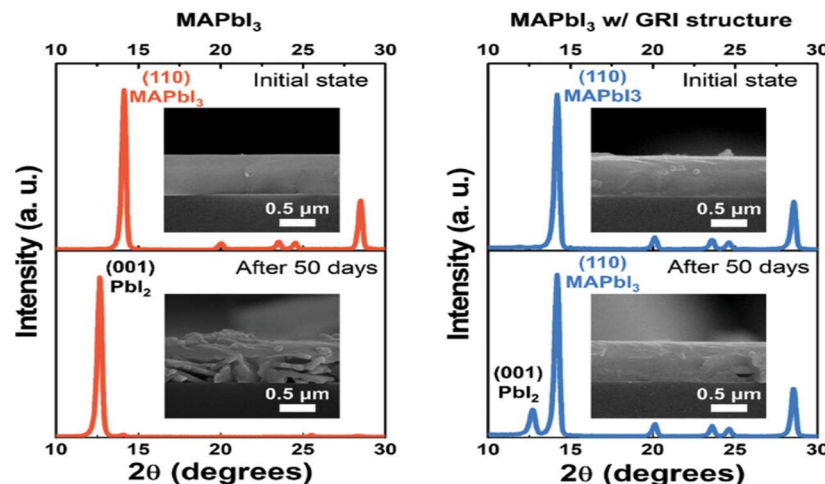 MAPbI₃
10 15 20 25 30
(110)
MAPbI₃
Initial state
0.5 μm
(001)
PbI₂
After 50 days
0.5 μm
10 15 20 25 30
2θ (degrees)
Intensity (a. u.)
MAPbI₃ w/ GRI structure
10 15 20 25 30
(110)
MAPbI3
Initial state
0.5 μm
(110)
MAPbI₃
After 50 days
(001)
PbI₂
0.5 μm
10 15 20 25 30
2θ (degrees)
Intensity (a. u.)